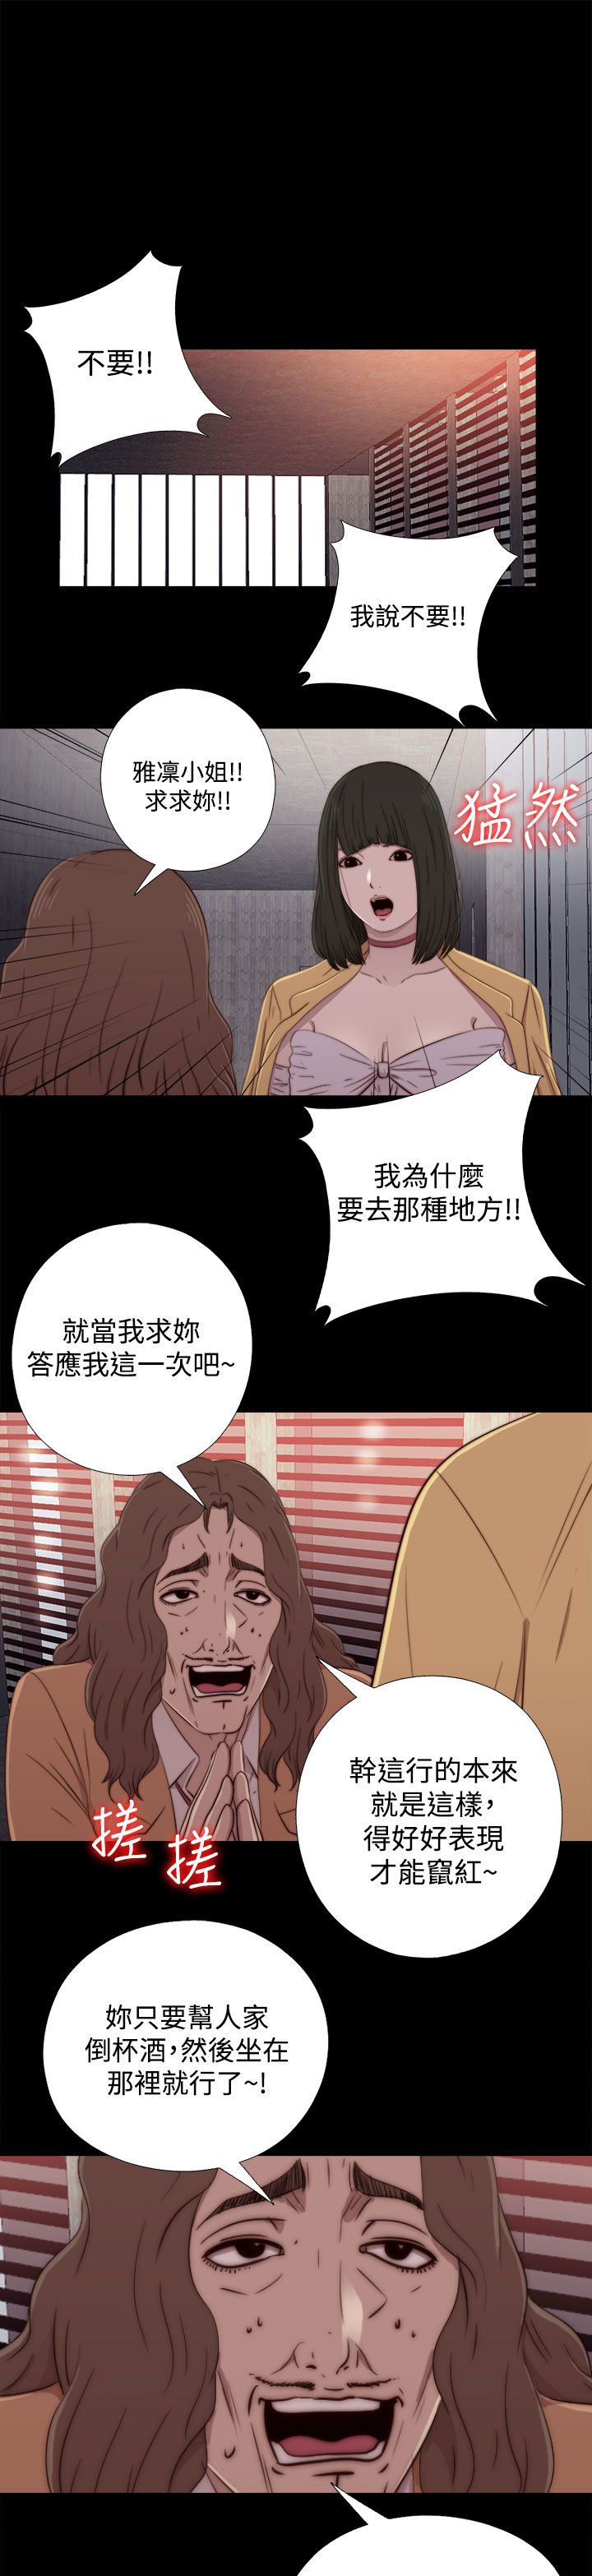 不要!!
我說不要!!
雅凜小姐!!
求求妳!!
猛然
我為什麼
要去那種地方!!
就當我求妳
答應我這一次吧~
搓搓
幹這行的本來
就是這樣,
得好好表現
才能竄紅~
妳只要幫人家
倒杯酒,然後坐在
那裡就行了~!